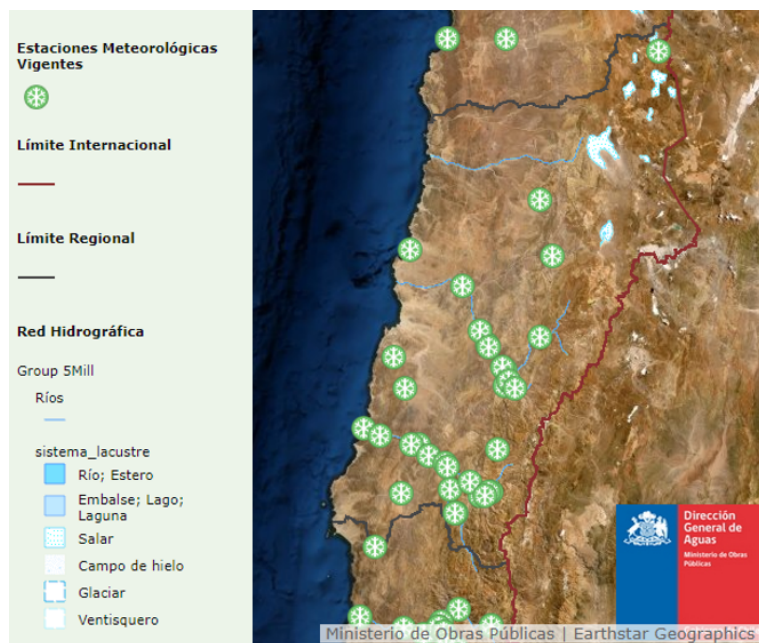 Estaciones Meteorológicas
Vigentes
Límite Internacional
Límite Regional
Red Hidrográfica
Group 5Mill
Ríos
sistema_lacustre
Río; Estero
Embalse; Lago;
Laguna
Salar
Campo de hielo
Glaciar
Ventisquero
Dirección
General de
Aguas
Ministerio de Obras
Públicas
Ministerio de Obras Públicas | Earthstar Geographics